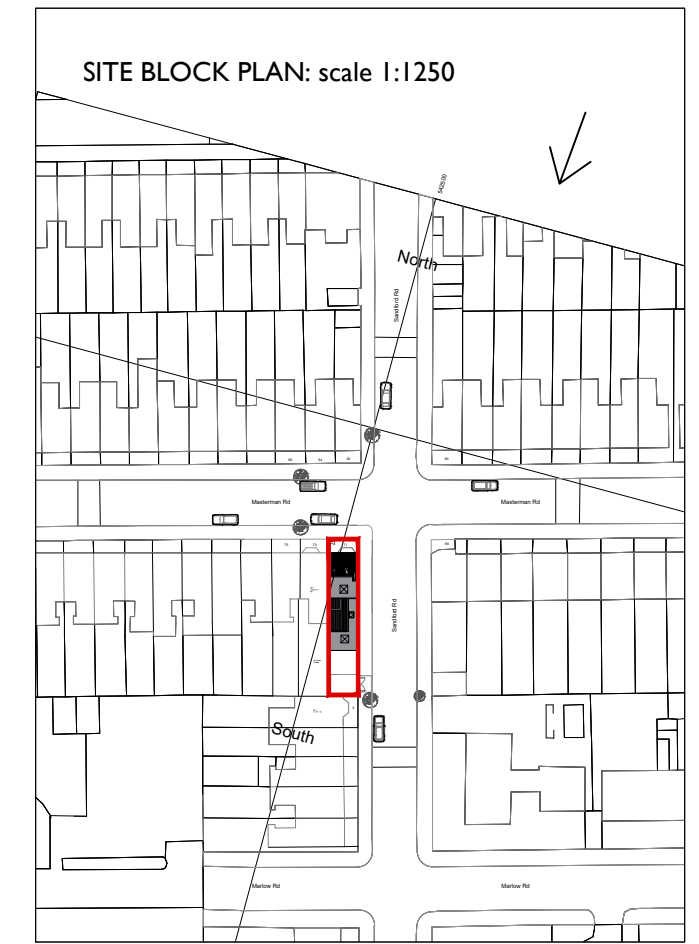 SITE BLOCK PLAN: scale 1:1250
542500
North
Sandford Rd
Masterman Rd
Masterman Rd
Sandford Rd
South
Marlow Rd
Marlow Rd